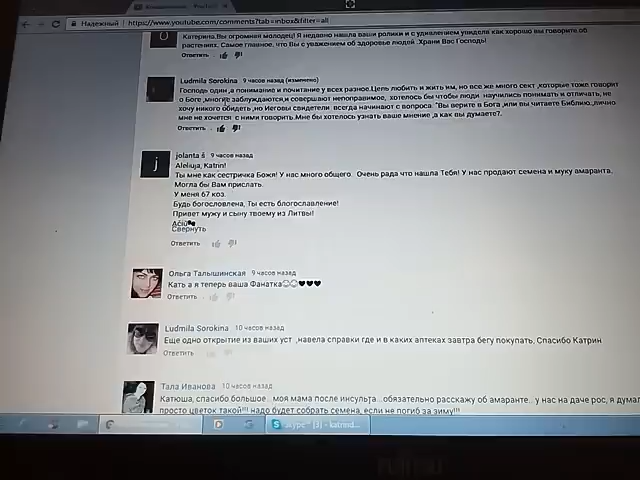 Надежный https://www.youtube.com/comments?tab=inbox&filter=all
Катерина.Вы огромная молодец! Я недавно нашла ваши ролики и с удивлением увидела как хорошо вы говорите об
растениях. Самое главное, что Вы с уважением об здоровье людей .Храни Вас Господь!
Ответить
Ludmila Sorokina 9 часов назад (изменено)
Господь один,а понимание и почитание у всех разное.Цель любить и жить им, но все же много сект ,которые тоже говорят
о Боге ,многие заблуждаются,и совершают непоправимое, хотелось бы чтобы люди научились понимать и отличать, не
хочу никого обидеть ,но Иеговы свидетели всегда начинают с вопроса. "Вы верите в Бога ,или вы читаете Библию,лично
мне не хочется с ними говорить.Мне бы хотелось узнать ваше мнение ,а как вы думаете?.
Ответить
j
jolanta š 9 часов назад
Aleliuja, Katrin!
Ты мне как сестричка Божья! У нас много общего. Очень рада что нашла Тебя! У нас продают семена и муку амаранта,
Могла бы Вам прислать.
У меня 67 коз.
Будь богословлена, Ты есть блогославление!
Привет мужу и сыну твоему из Литвы!
Ačiū
Свернуть
Ответить
Ольга Талышинская 9 часов назад
Кать а я теперь ваша Фанатка☺☺♥♥♥
Ответить
Ludmila Sorokina 10 часов назад
Еще одно открытие из ваших уст ,навела справки где и в каких аптеках завтра бегу покупать, Спасибо Катрин
Ответить
Тала Иванова 10 часов назад
Катюша, спасибо большое.. моя мама после инсульта...обязательно расскажу об амаранте.. у нас на даче рос, я думал
просто цветок такой!!! надо будет собрать семена, если не погиб за зиму!!!
FUJITSU